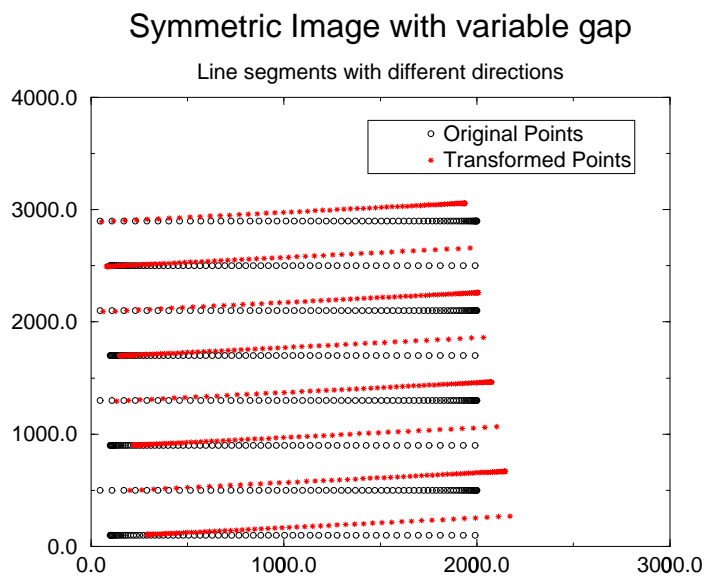 Symmetric Image with variable gap
Line segments with different directions
4000.0
Original Points
Transformed Points
3000.0
2000.0
1000.0
0.0
0.0 1000.0 2000.0 3000.0